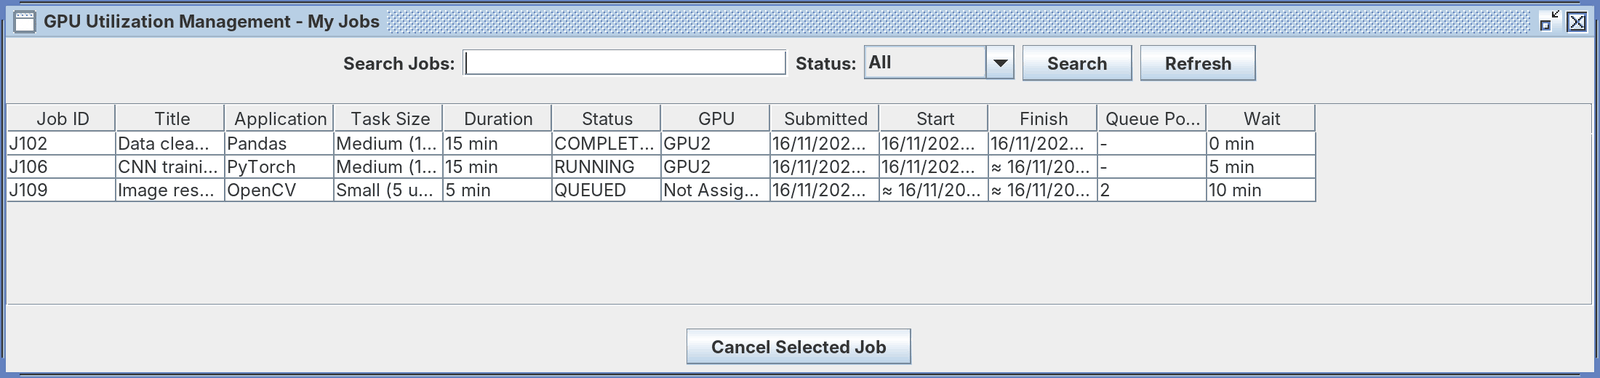 GPU Utilization Management - My Jobs
Search Jobs: Status: All Search Refresh
Job ID Title Application Task Size Duration Status GPU Submitted Start Finish Queue Po... Wait
J102 Data clea... Pandas Medium (1... 15 min COMPLET... GPU2 16/11/202... 16/11/202... 16/11/202... - 0 min
J106 CNN traini... PyTorch Medium (1... 15 min RUNNING GPU2 16/11/202... 16/11/202... ≈ 16/11/20... - 5 min
J109 Image res... OpenCV Small (5 u... 5 min QUEUED Not Assig... 16/11/202... ≈ 16/11/20... ≈ 16/11/20... 2 10 min
Cancel Selected Job